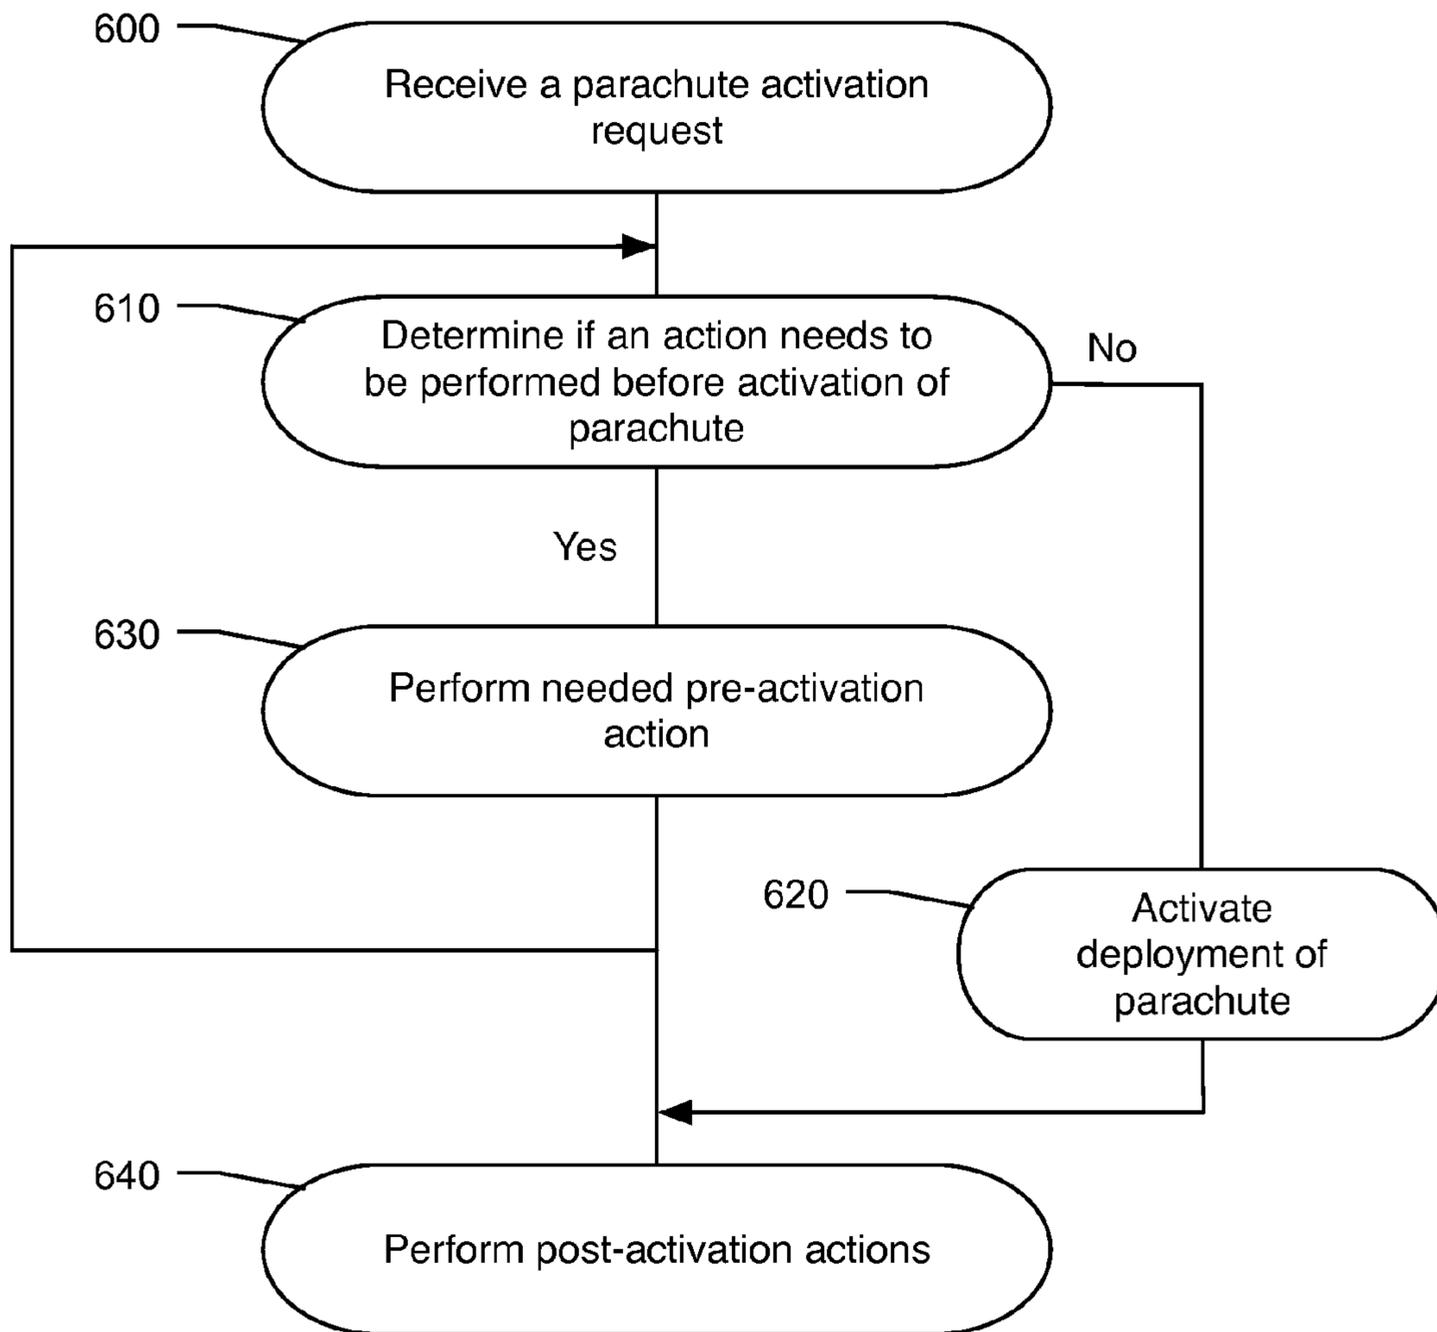 600
Receive a parachute activation
request
610
Determine if an action needs to
be performed before activation of
parachute
No
Yes
630
Perform needed pre-activation
action
620
Activate
deployment of
parachute
640
Perform post-activation actions